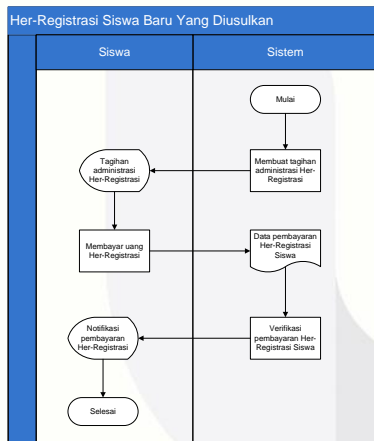 Her-Registrasi Siswa Baru Yang Diusulkan
Siswa
Sistem
Mulai
Tagihan
administrasi
Her-Registrasi
Membuat tagihan
administrasi Her-
Registrasi
Membayar uang
Her-Registrasi
Data pembayaran
Her-Registrasi
Siswa
Notifikasi
pembayaran
Her-Registrasi
Verifikasi
pembayaran Her-
Registrasi Siswa
Selesai